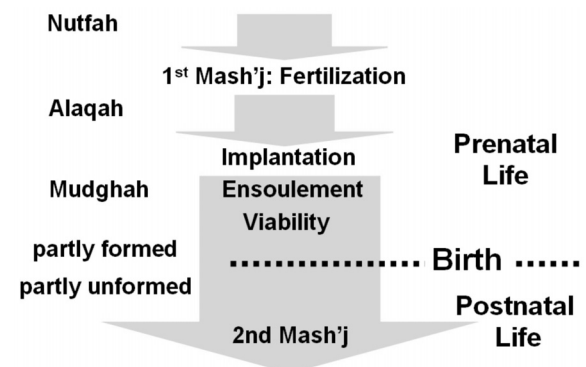 Nutfah
1st Mash'j: Fertilization
Alaqah
Implantation
Prenatal
Life
Mudghah
Ensoulement
Viability
partly formed
Birth
partly unformed
Postnatal
Life
2nd Mash'j